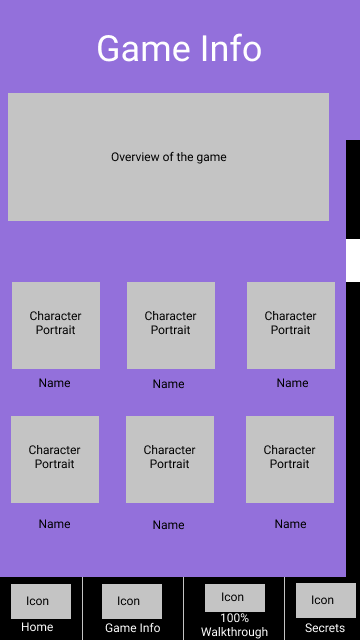 Game Info
Overview of the game
Character
Portrait
Character
Portrait
Character
Portrait
Name
Name
Name
Character
Portrait
Character
Portrait
Character
Portrait
Name
Name
Name
Icon
Home
Icon
Game Info
Icon
100%
Walkthrough
Icon
Secrets